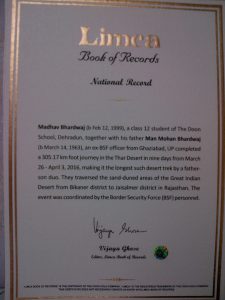 Limca
Book of Records
National Record
Madhav Bhardwaj (b Feb 12, 1999), a class 12 student of The Doon
School, Dehradun, together with his father Man Mohan Bhardwaj
(b March 14, 1963), an ex-BSF officer from Ghaziabad, UP completed
a 305.17 km foot journey in the Thar Desert in nine days from March
26 - April 3, 2016, making it the longest such desert trek by a father-
son duo. They traversed the sand-duned areas of the Great Indian
Desert from Bikaner district to Jaisalmer district in Rajasthan. The
event was coordinated by the Border Security Force (BSF) personnel.
Vijaya Ghose
Vijaya Ghose
Editor, Limca Book of Records